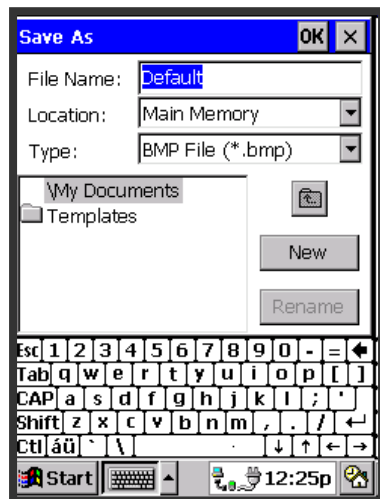 Save As OK ×
File Name: Default
Location: Main Memory
Type: BMP File (*.bmp)
\My Documents
Templates
New
Rename
Esc 1 2 3 4 5 6 7 8 9 0 - = ←
Tab q w e r t y u i o p [ ]
CAP a s d f g h j k l ; '
Shift z x c v b n m , . / ↵
Ctl áü ` \ ↓ ↑ ← →
Start 12:25p